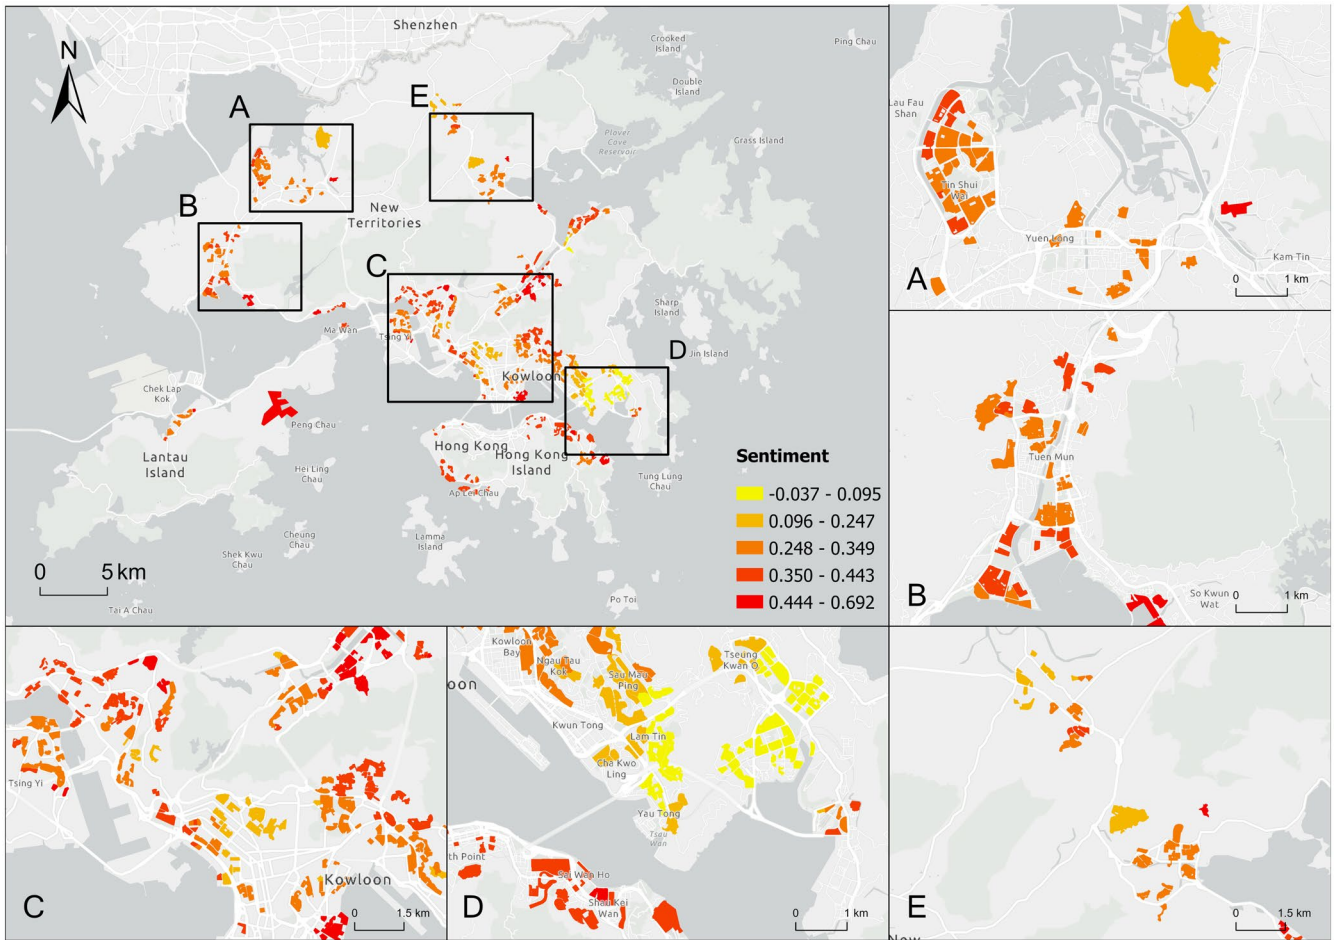 Shenzhen
N
Crooked
Island
Ping Chau
Double
Island
A
E
Plover
Cove
Reservoir
Grass Island
B
New
Territories
C
Sharp
Island
Ma Wan
Tsing Yi
D
Jin Island
Kowloon
Chek Lap
Kok
Peng Chau
Lantau
Island
Hong Kong
Hong Kong
Island
Hei Ling
Chau
Ap Lei Chau
Tung Lung
Chau
Cheung
Chau
Lamma
Island
Shek Kwu
Chau
Tai A Chau
Po Toi
0 5 km
Sentiment
-0.037 - 0.095
0.096 - 0.247
0.248 - 0.349
0.350 - 0.443
0.444 - 0.692
Lau Fau
Shan
Tin Shui
Wai
Yuen Long
Kam Tin
A
0 1 km
Tuen Mun
So Kwun
Wat
B
0 1 km
Tsing Yi
Kowloon
C
0 1.5 km
Kowloon
Bay
Ngau Tau
Kok
oon
Sau Mau
Ping
Tseung
Kwan O
Kwun Tong
Lam Tin
Cha Kwo
Ling
Yau Tong
Tsau
Wan
th Point
Sai Wan Ho
Shau Kei
Wan
D
0 1 km
E
0 1.5 km
New